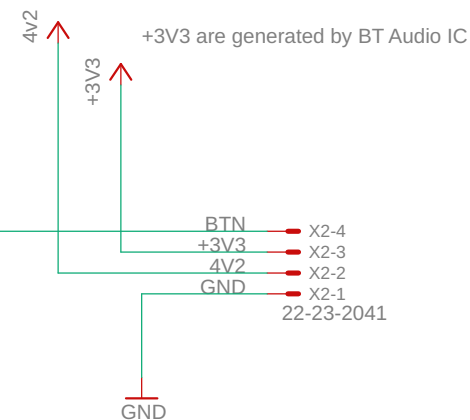 4v2
+3V3 are generated by BT Audio IC
+3V3
BTN X2-4
+3V3 X2-3
4V2 X2-2
GND X2-1
22-23-2041
GND